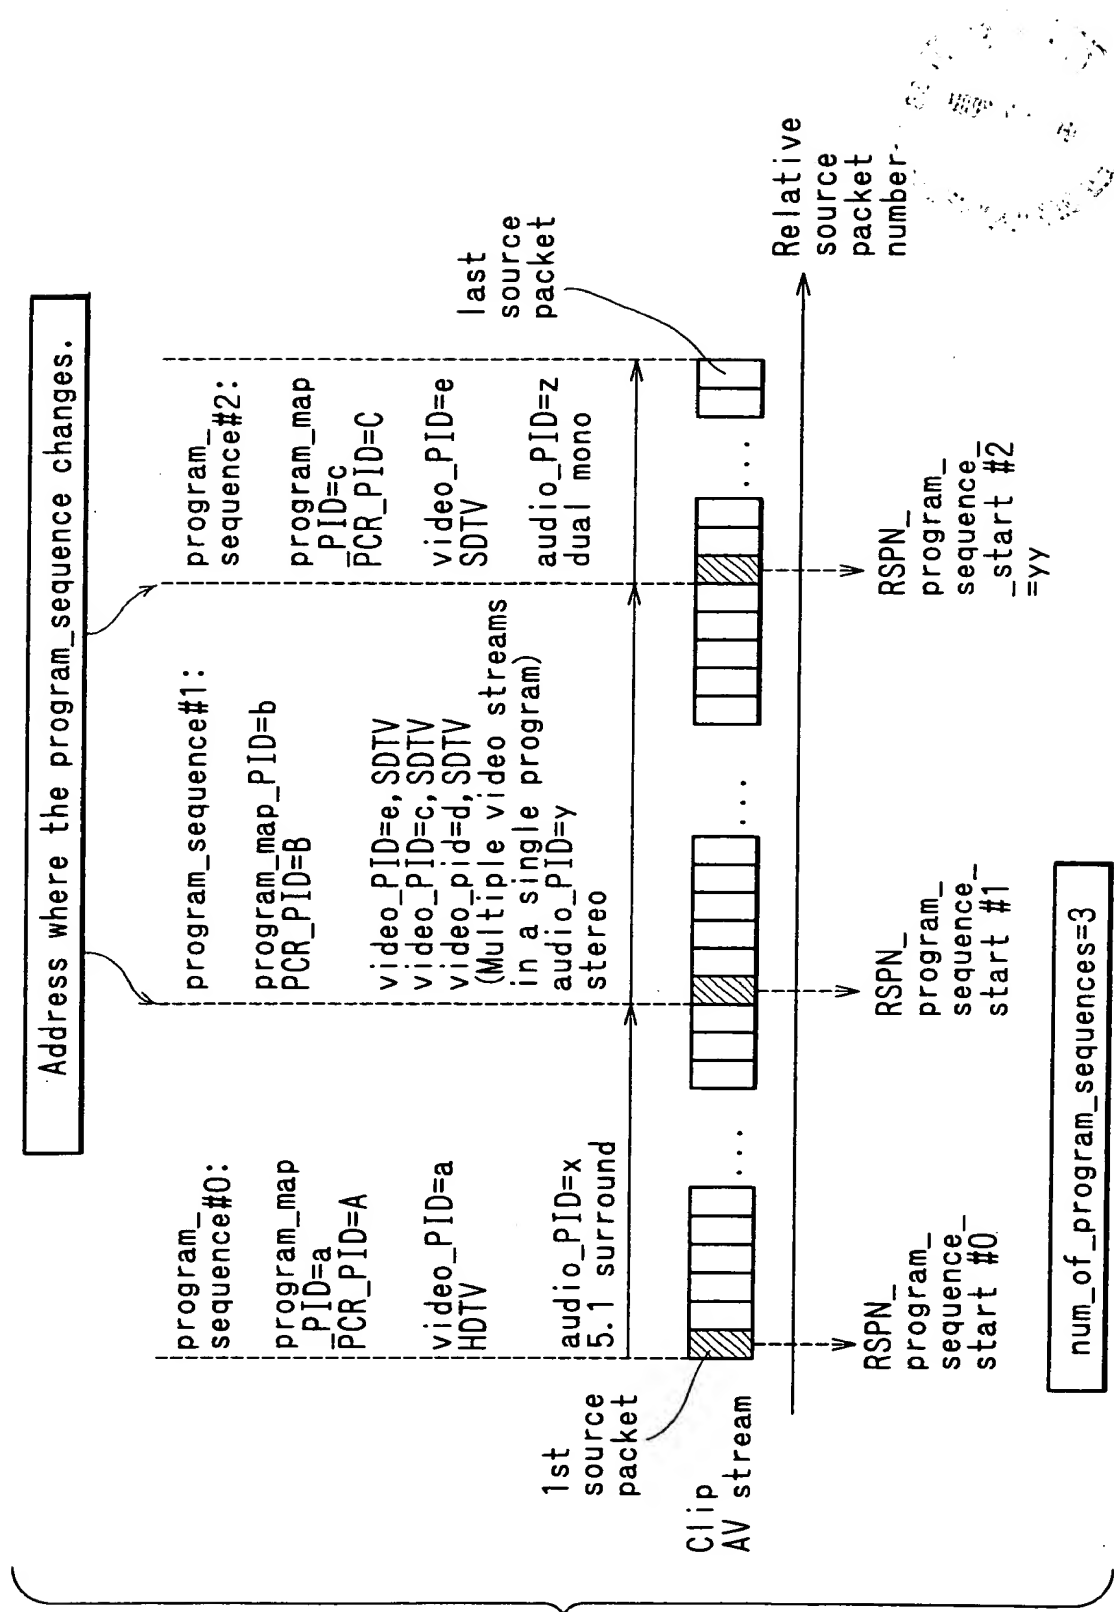 Address where the program_sequence changes.
program_
sequence#0:
program_map
_PID=a
PCR_PID=A
video_PID=a
HDTV
audio_PID=x
5.1 surround
program_sequence#1:
program_map_PID=b
PCR_PID=B
video_PID=e,SDTV
video_PID=c,SDTV
video_pid=d,SDTV
(Multiple video streams
in a single program)
audio_PID=y
stereo
program_
sequence#2:
program_map
_PID=c
PCR_PID=C
video_PID=e
SDTV
audio_PID=z
dual mono
1st
source
packet
last
source
packet
Clip
AV stream
...
...
...
Relative
source
packet
number
RSPN_
program_
sequence_
start #0
RSPN_
program_
sequence_
start #1
RSPN_
program_
sequence_
_start #2
=yy
num_of_program_sequences=3